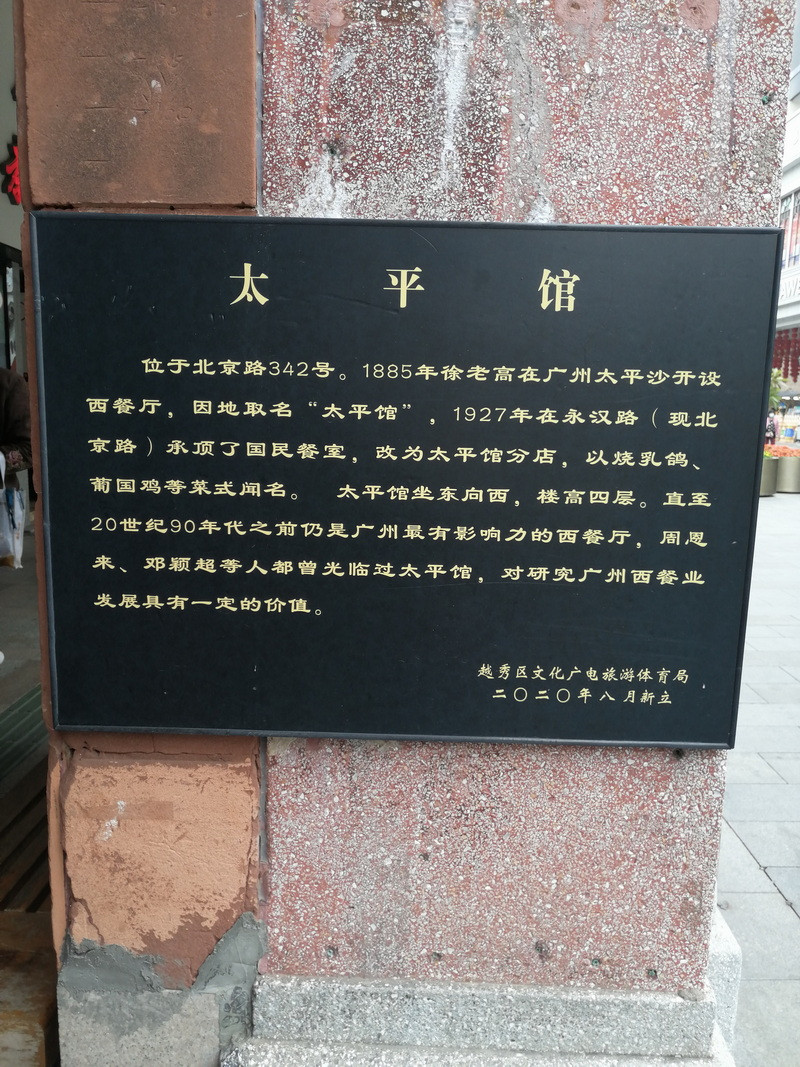 太平馆
位于北京路342号。1885年徐老高在广州太平沙开设
西餐厅，因地取名“太平馆”，1927年在永汉路（现北
京路）承顶了国民餐室，改为太平馆分店，以烧乳鸽、
葡国鸡等菜式闻名。 太平馆坐东向西，楼高四层。直至
20世纪90年代之前仍是广州最有影响力的西餐厅，周恩
来、邓颖超等人都曾光临过太平馆，对研究广州西餐业
发展具有一定的价值。
越秀区文化广电旅游体育局
二〇二〇年八月新立